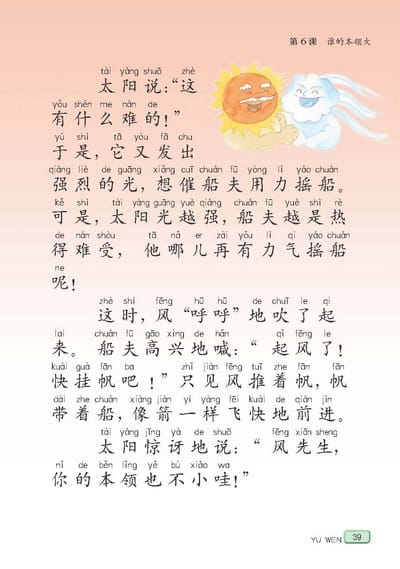 第6课 谁的本领大
tài yáng shuō zhè
太阳说:“这
yǒu shén me nán de
有什么难的!”
yú shì tā yòu fā chū
于是,它又发出
qiáng liè de guāng xiǎng cuī chuán fū yòng lì yáo chuán
强烈的光,想催船夫用力摇船。
kě shì tài yáng guāng yuè qiáng chuán fū yuè shì rè
可是,太阳光越强,船夫越是热
de nán shòu tā nǎ er zài yǒu lì qì yáo chuán
得难受,他哪儿再有力气摇船
ne
呢!
zhè shí fēng hū hū de chuī le qi
这时,风“呼呼”地吹了起
lai chuán fū gāo xìng de hǎn qǐ fēng le
来。船夫高兴地喊:“起风了!
kuài guà fān ba zhǐ jiàn fēng tuī zhe fān fān
快挂帆吧!”只见风推着帆,帆
dài zhe chuán xiàng jiàn yí yàng fēi kuài de qián jìn
带着船,像箭一样飞快地前进。
tài yáng jīng yà de shuō fēng xiān sheng
太阳惊讶地说:“风先生,
nǐ de běn lǐng yě bù xiǎo wa
你的本领也不小哇!”
YU WEN 39